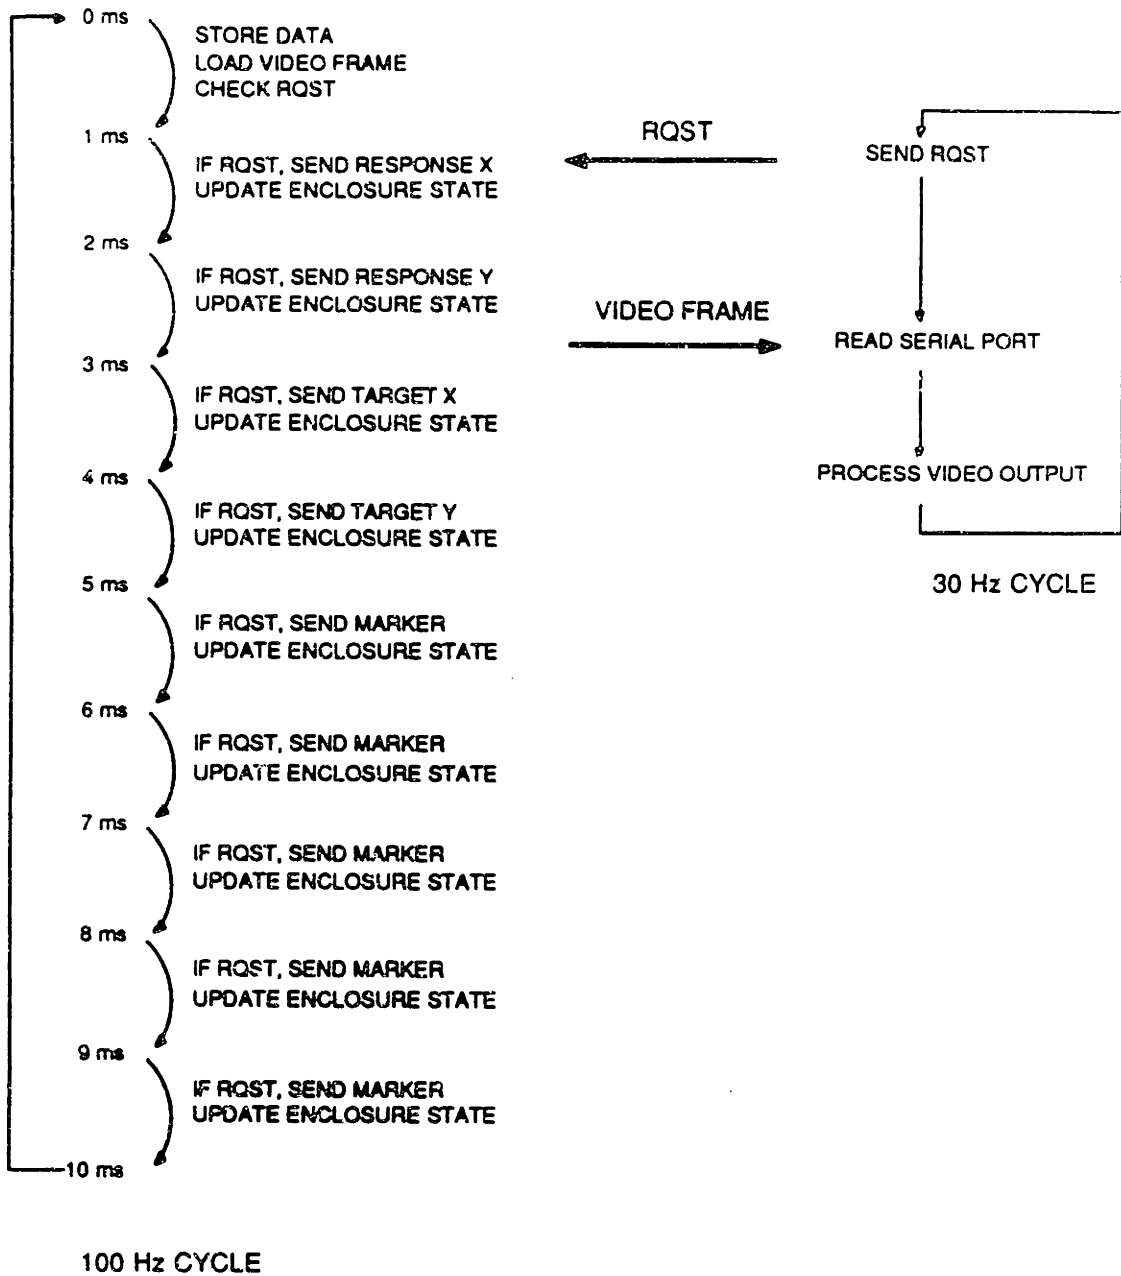 0 ms
STORE DATA
LOAD VIDEO FRAME
CHECK RQST
1 ms
IF RQST, SEND RESPONSE X
UPDATE ENCLOSURE STATE
2 ms
IF RQST, SEND RESPONSE Y
UPDATE ENCLOSURE STATE
3 ms
IF RQST, SEND TARGET X
UPDATE ENCLOSURE STATE
4 ms
IF RQST, SEND TARGET Y
UPDATE ENCLOSURE STATE
5 ms
IF RQST, SEND MARKER
UPDATE ENCLOSURE STATE
6 ms
IF RQST, SEND MARKER
UPDATE ENCLOSURE STATE
7 ms
IF RQST, SEND MARKER
UPDATE ENCLOSURE STATE
8 ms
IF RQST, SEND MARKER
UPDATE ENCLOSURE STATE
9 ms
IF RQST, SEND MARKER
UPDATE ENCLOSURE STATE
10 ms
100 Hz CYCLE
RQST
VIDEO FRAME
SEND RQST
READ SERIAL PORT
PROCESS VIDEO OUTPUT
30 Hz CYCLE